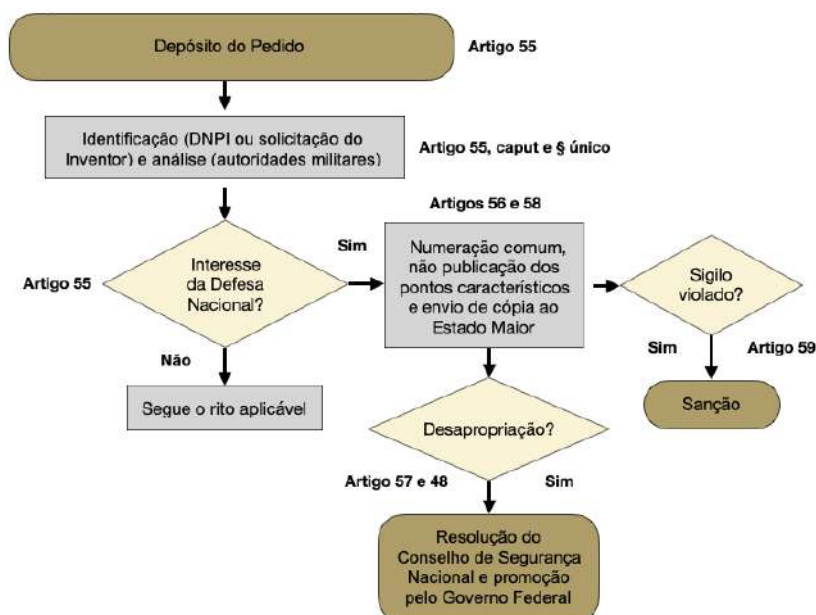 Depósito do Pedido
Artigo 55
Identificação (DNPI ou solicitação do
Inventor) e análise (autoridades militares)
Artigo 55, caput e § único
Artigos 56 e 58
Artigo 55
Interesse
da Defesa
Nacional?
Sim
Numeração comum,
não publicação dos
pontos característicos
e envio de cópia ao
Estado Maior
Sigilo
violado?
Não
Sim
Artigo 59
Segue o rito aplicável
Sanção
Desapropriação?
Artigo 57 e 48
Sim
Resolução do
Conselho de Segurança
Nacional e promoção
pelo Governo Federal